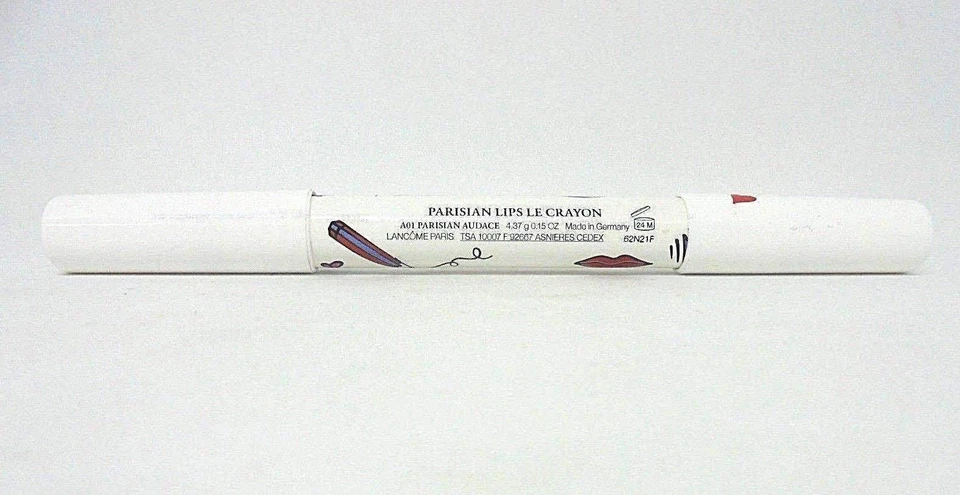 PARISIAN LIPS LE CRAYON
A01 PARISIAN AUDACE 4.37 g 0.15 OZ Made in Germany 24 M
LANCÔME PARIS TSA 10007 F 92667 ASNIERES CEDEX 62N21F